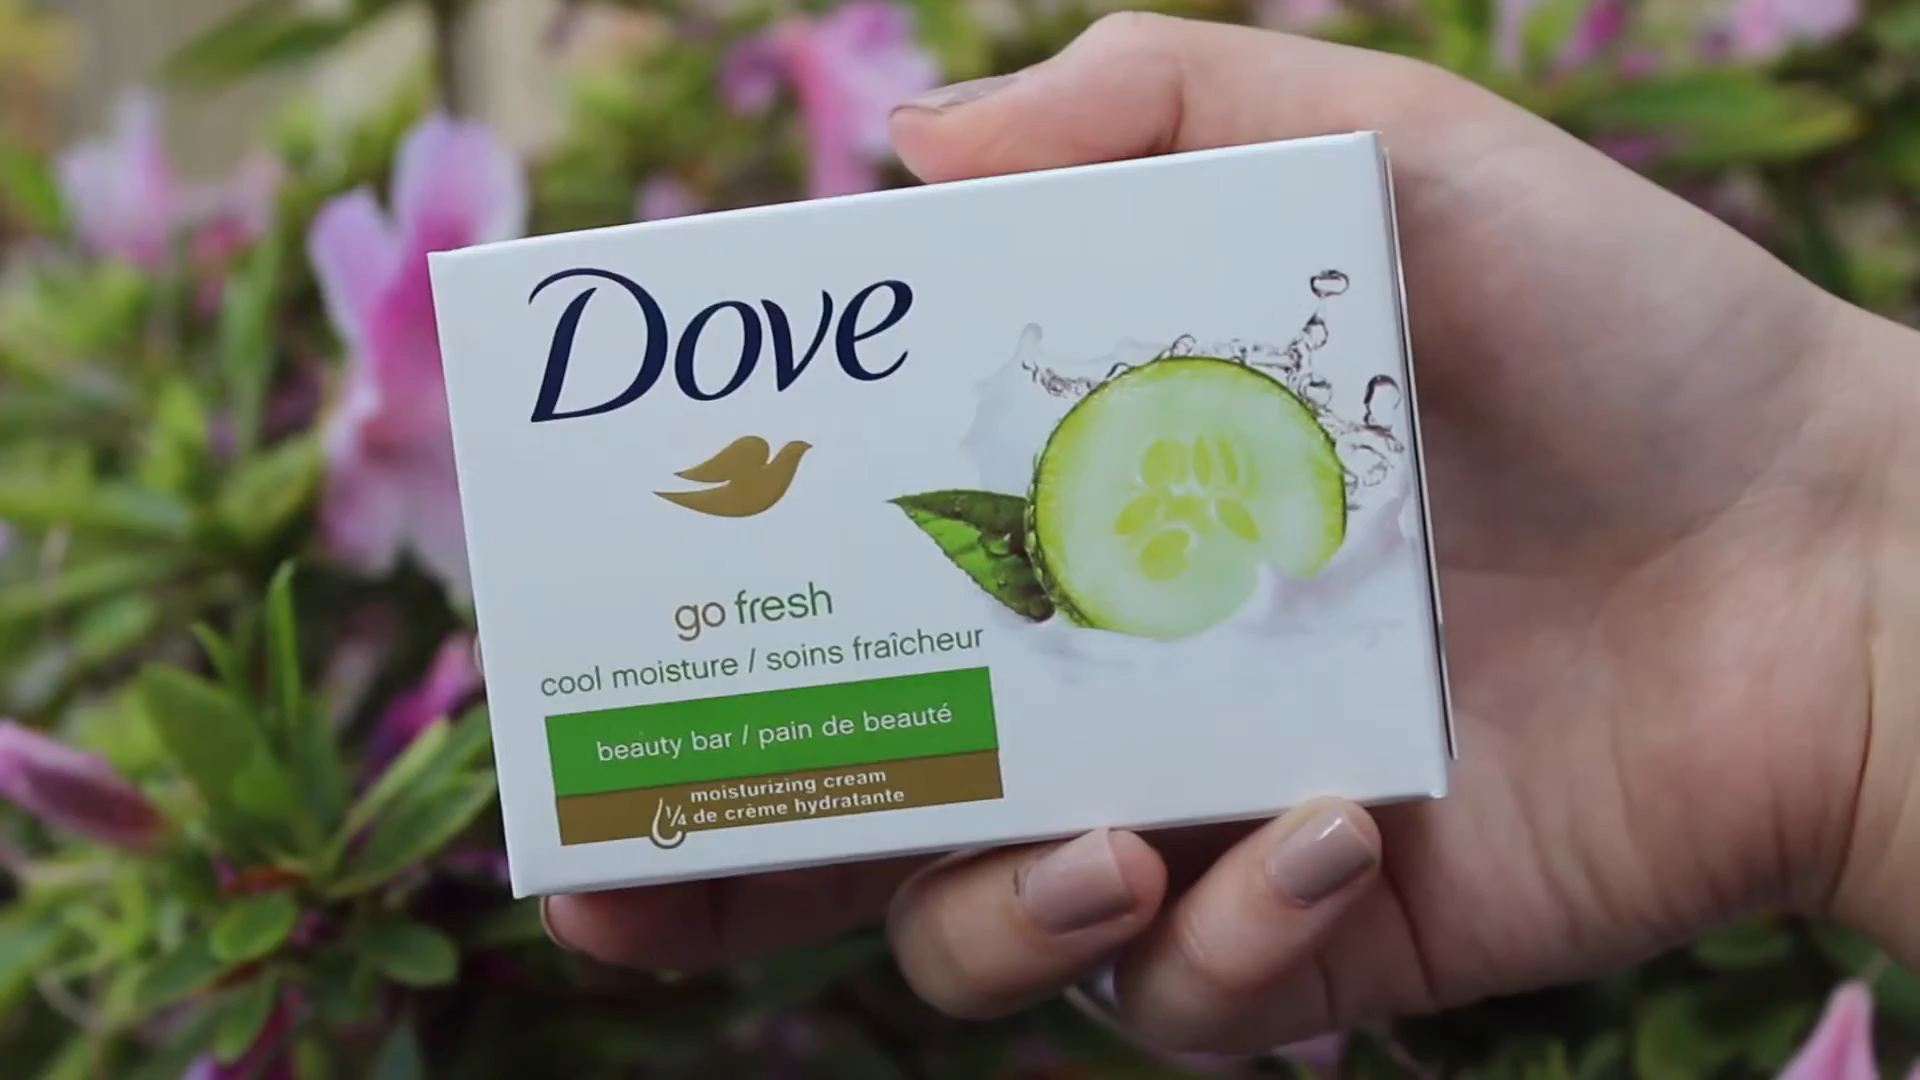 Dove
go fresh
cool moisture / soins fraîcheur
beauty bar / pain de beauté
moisturizing cream
¼ de crème hydratante